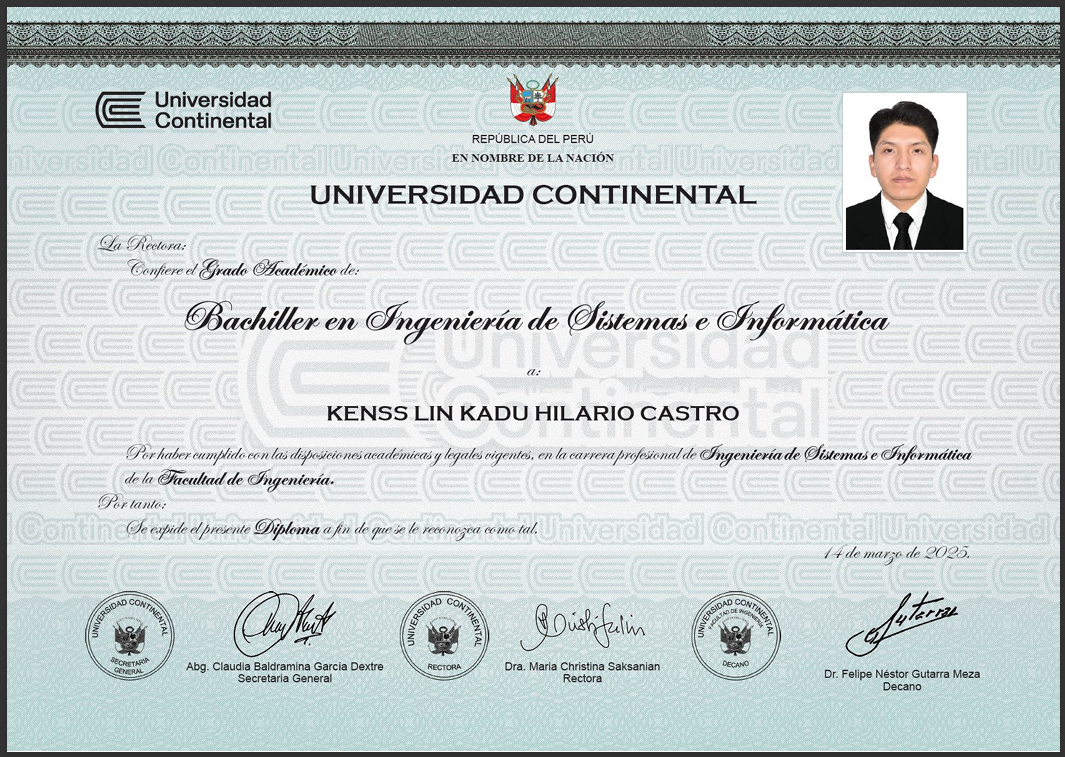 Universidad
Continental
REPÚBLICA DEL PERÚ
EN NOMBRE DE LA NACIÓN
UNIVERSIDAD CONTINENTAL
La Rectora:
Confiere el Grado Académico de:
Bachiller en Ingeniería de Sistemas e Informática
a:
Universidad
Continental
KENSS LIN KADU HILARIO CASTRO
Por haber cumplido con las disposiciones académicas y legales vigentes, en la carrera profesional de Ingeniería de Sistemas e Informática
de la Facultad de Ingeniería.
Por tanto:
Se expide el presente Diploma a fin de que se le reconozca como tal.
14 de marzo de 2025.
UNIVERSIDAD CONTINENTAL
SECRETARIA
GENERAL
Abg. Claudia Baldramina Garcia Dextre
Secretaria General
UNIVERSIDAD CONTINENTAL
RECTORA
Dra. Maria Christina Saksanian
Rectora
UNIVERSIDAD CONTINENTAL
FACULTAD DE INGENIERÍA
DECANO
Dr. Felipe Néstor Gutarra Meza
Decano